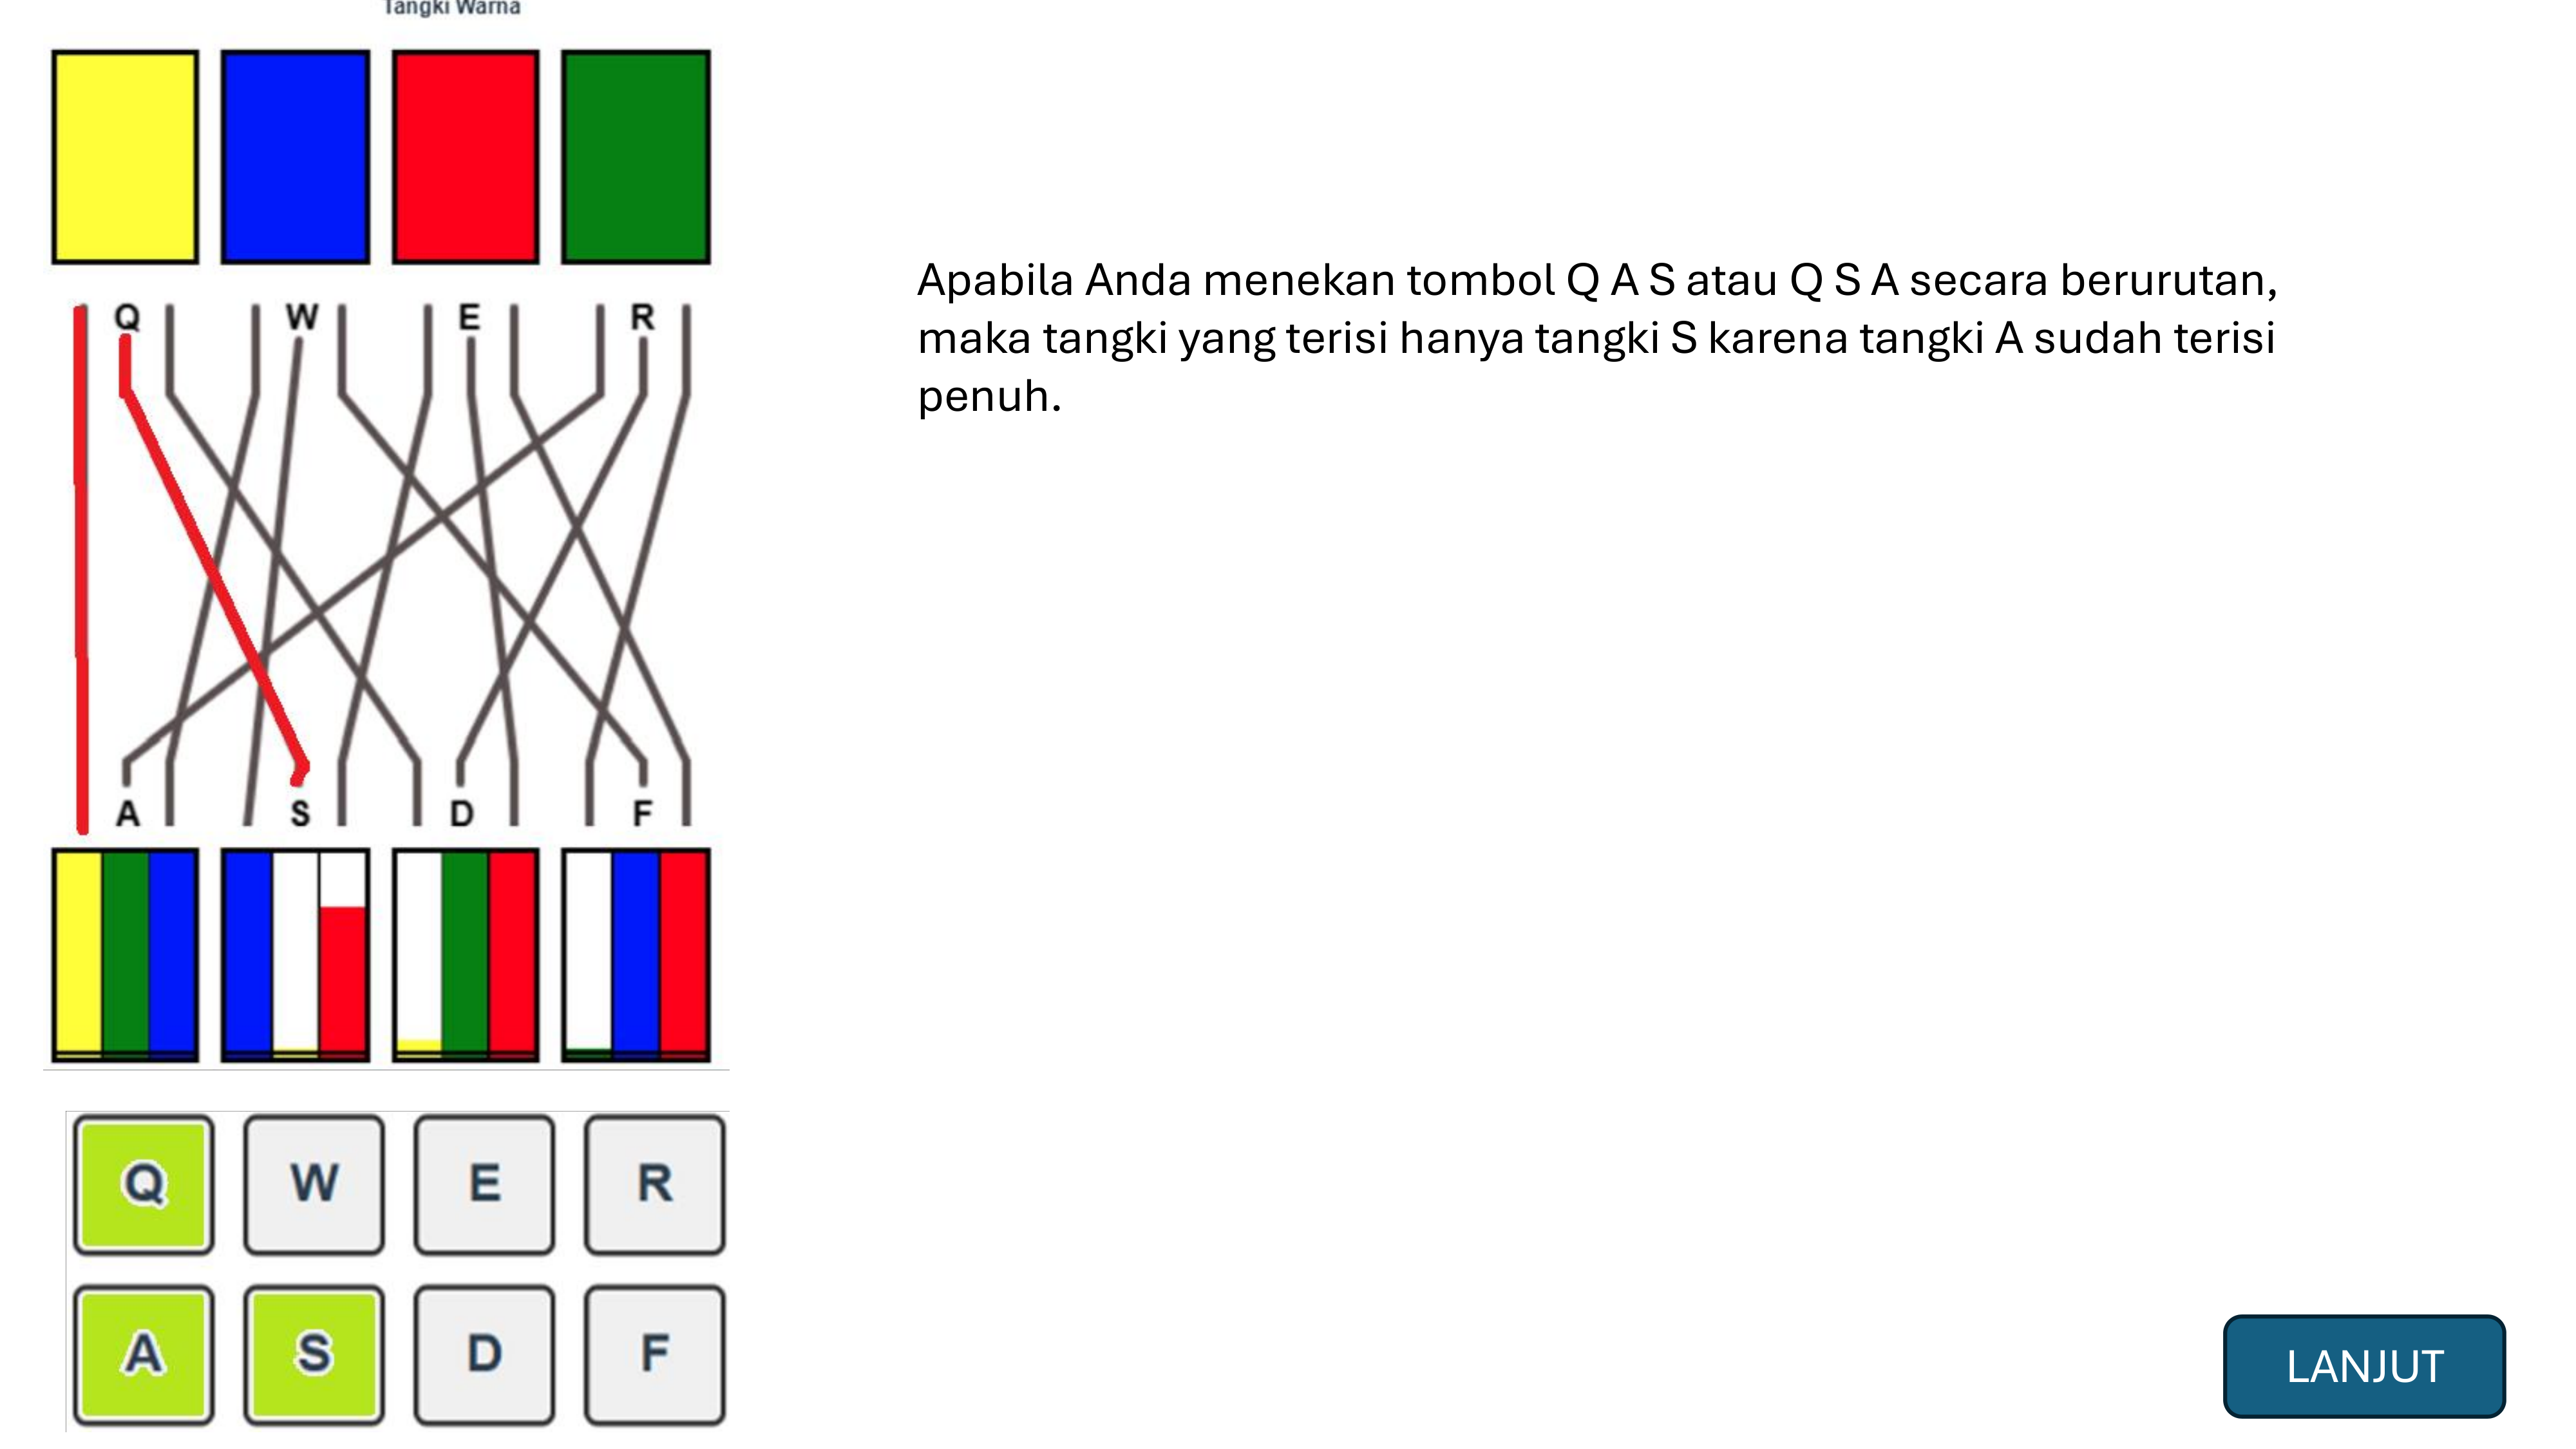 Tangki Warna
Q W E R
Apabila Anda menekan tombol Q A S atau Q S A secara berurutan,
maka tangki yang terisi hanya tangki S karena tangki A sudah terisi
penuh.
A S D F
Q W E R
A S D F
LANJUT